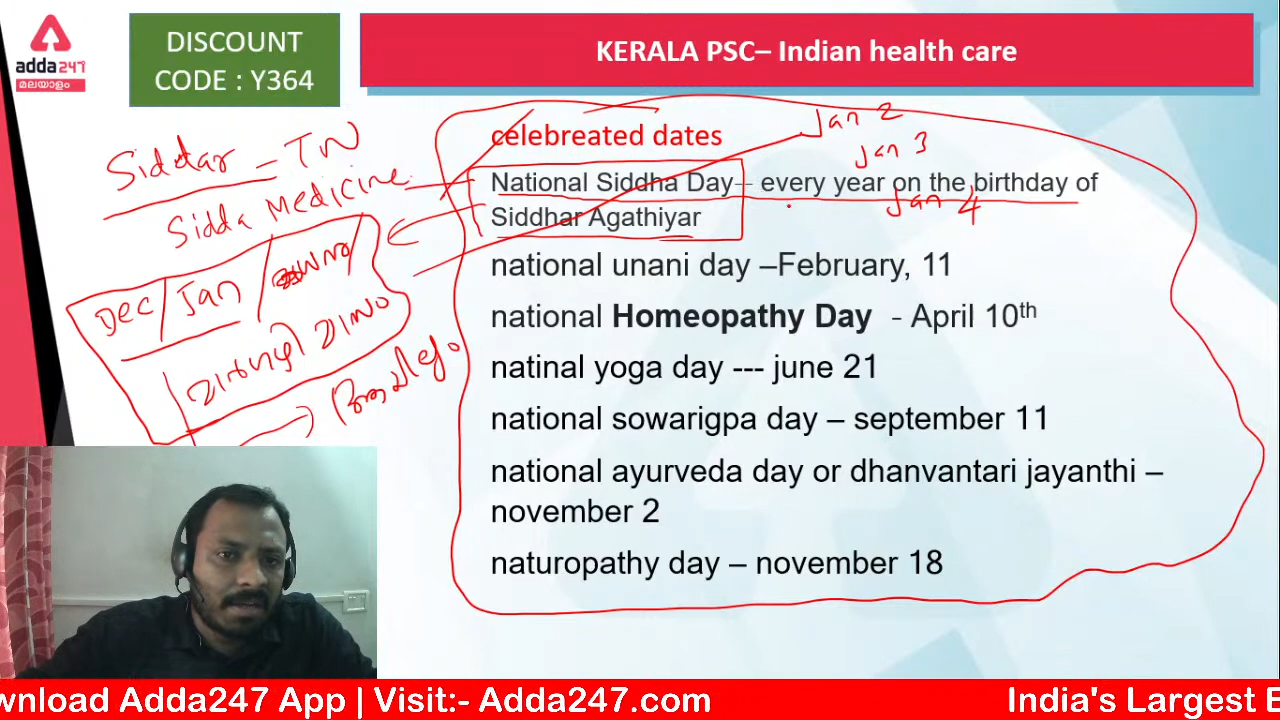 adda247
മലയാളം
DISCOUNT
CODE : Y364
KERALA PSC– Indian health care
celebreated dates
National Siddha Day– every year on the birthday of
Siddhar Agathiyar
national unani day –February, 11
national Homeopathy Day - April 10th
natinal yoga day --- june 21
national sowarigpa day – september 11
national ayurveda day or dhanvantari jayanthi –
november 2
naturopathy day – november 18
Siddar – TN
Sidda Medicine
Dec/Jan/
Jan 2
Jan 3
Jan 4
wnload Adda247 App | Visit:- Adda247.com
India's Largest E